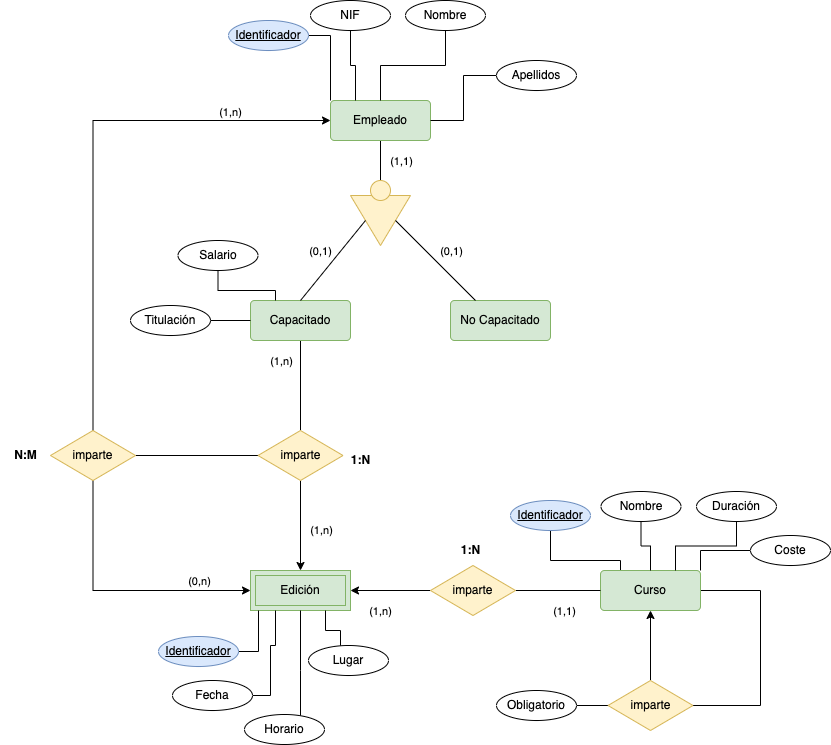 NIF
Nombre
Identificador
Apellidos
(1,n)
Empleado
(1,1)
(0,1)
(0,1)
Salario
Titulación
Capacitado
No Capacitado
(1,n)
N:M
imparte
imparte
1:N
Identificador
Nombre
Duración
(1,n)
1:N
Coste
(0,n)
Edición
imparte
Curso
(1,n)
(1,1)
Identificador
Lugar
Fecha
Obligatorio
imparte
Horario